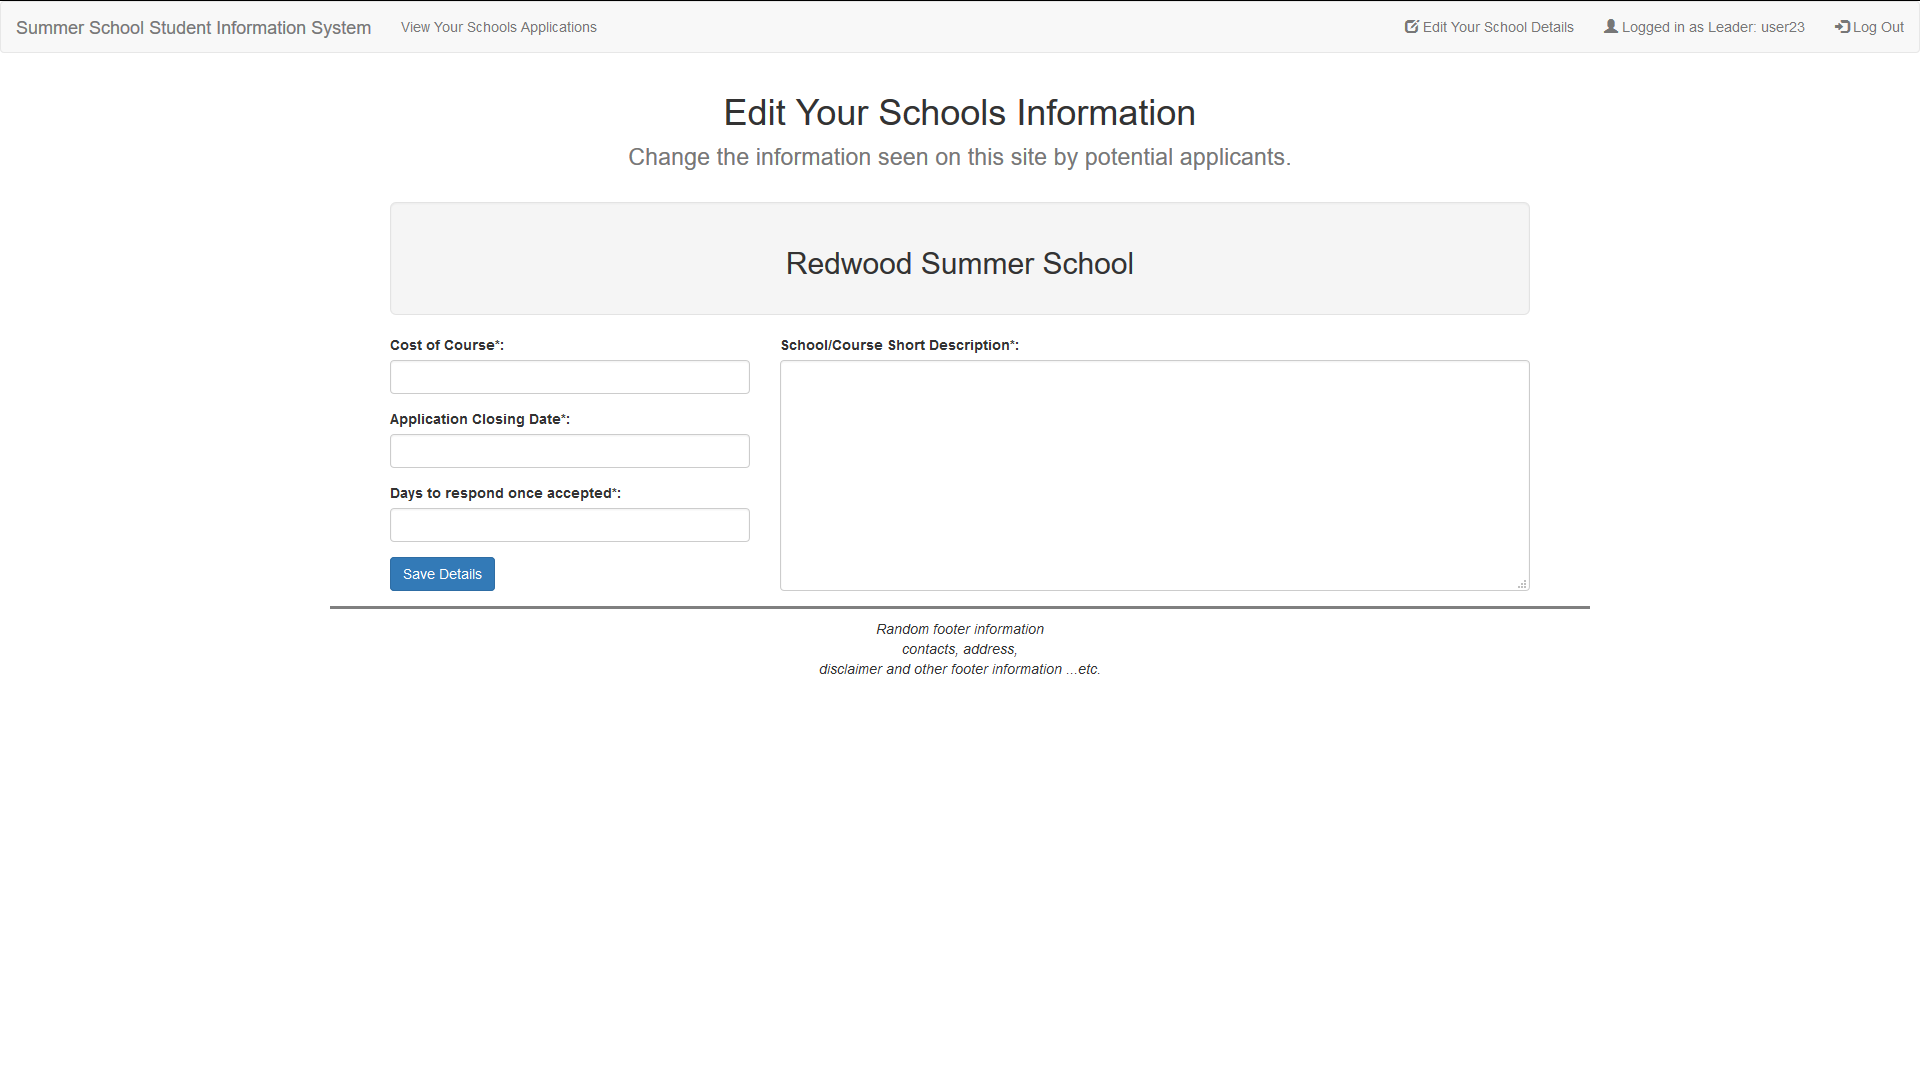 Summer School Student Information System
View Your Schools Applications
Edit Your School Details
Logged in as Leader: user23
Log Out
Edit Your Schools Information
Change the information seen on this site by potential applicants.
Redwood Summer School
Cost of Course*:
Application Closing Date*:
Days to respond once accepted*:
Save Details
School/Course Short Description*:
Random footer information
contacts, address,
disclaimer and other footer information ...etc.